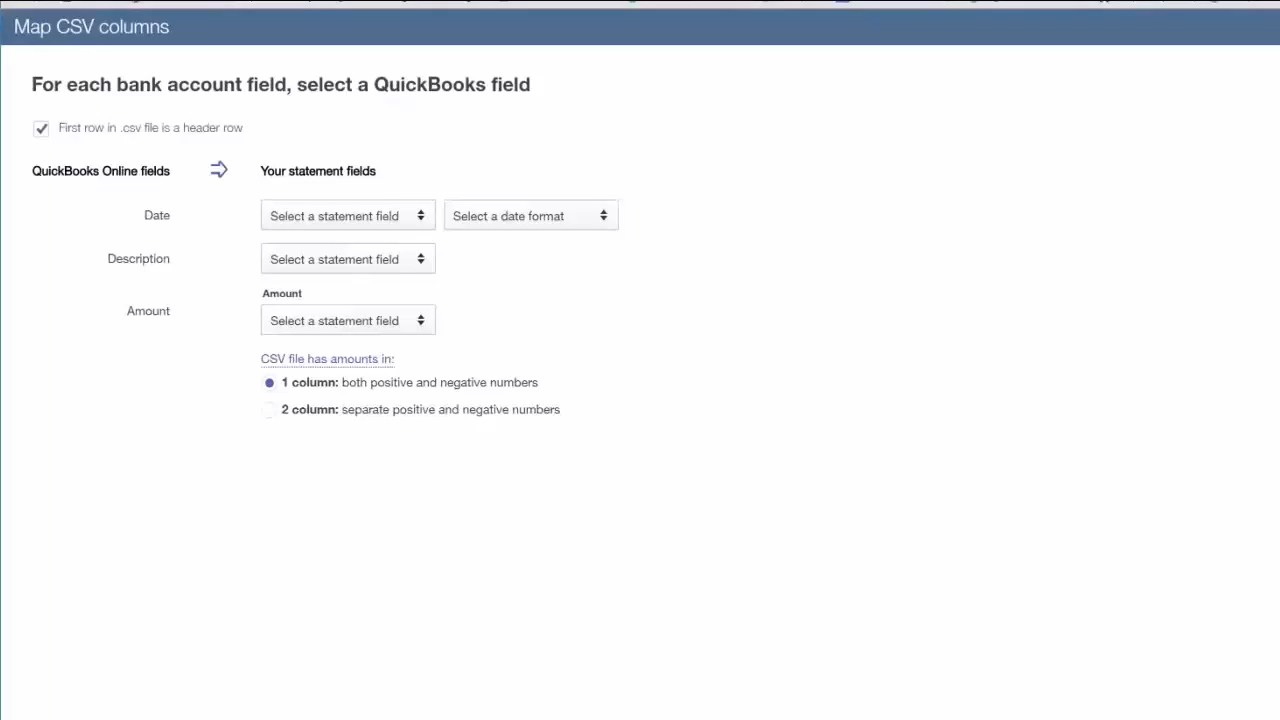 Map CSV columns
For each bank account field, select a QuickBooks field
First row in .csv file is a header row
QuickBooks Online fields
Your statement fields
Date
Select a statement field
Select a date format
Description
Select a statement field
Amount
Amount
Select a statement field
CSV file has amounts in:
1 column: both positive and negative numbers
2 column: separate positive and negative numbers